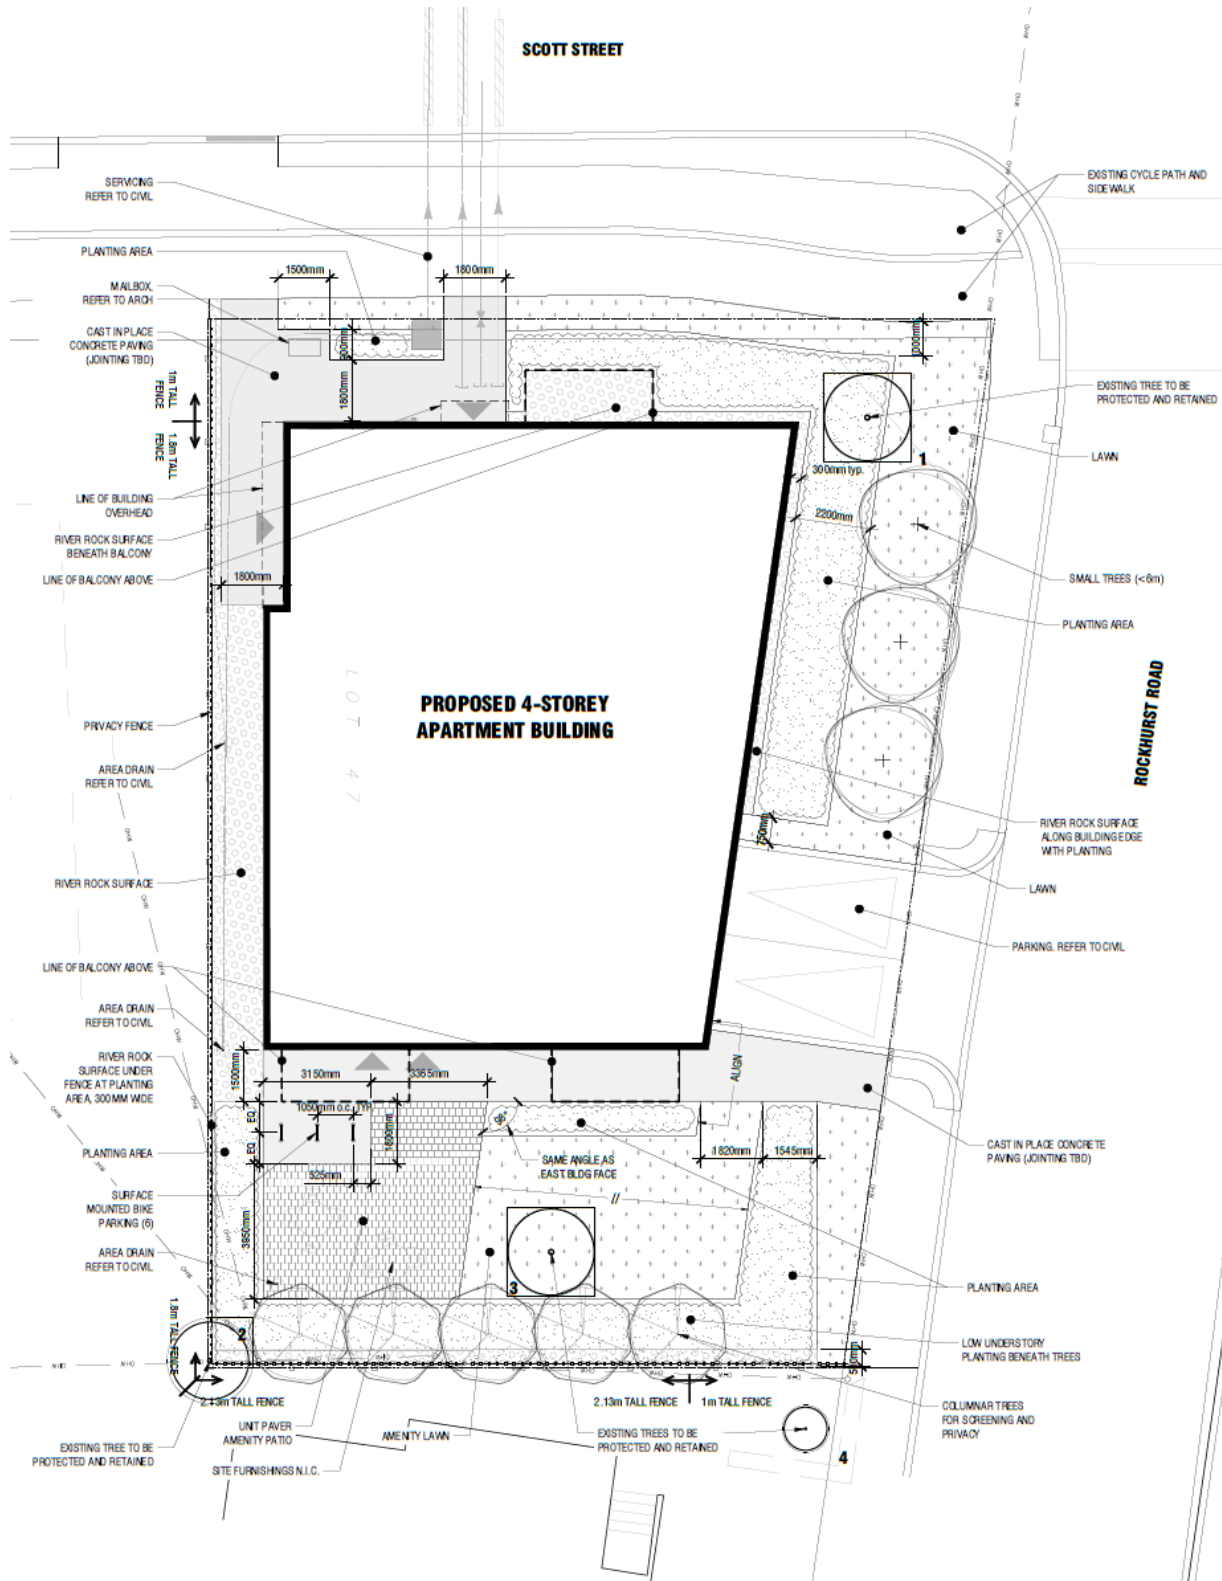 SCOTT STREET
SERVICING
REFER TO CIVIL
EXISTING CYCLE PATH AND
SIDEWALK
PLANTING AREA
1500mm
1800mm
MAILBOX,
REFER TO ARCH
CAST IN PLACE
CONCRETE PAVING
(JOINTING TBD)
1000mm
1800mm
1m TALL
FENCE
1.8m TALL
FENCE
EXISTING TREE TO BE
PROTECTED AND RETAINED
1
LAWN
300mm typ.
LINE OF BUILDING
OVERHEAD
2200mm
RIVER ROCK SURFACE
BENEATH BALCONY
LINE OF BALCONY ABOVE
1800mm
SMALL TREES (<6m)
PLANTING AREA
LOT 47
PROPOSED 4-STOREY
APARTMENT BUILDING
ROCKHURST ROAD
PRIVACY FENCE
AREA DRAIN
REFER TO CIVIL
750mm
RIVER ROCK SURFACE
ALONG BUILDING EDGE
WITH PLANTING
RIVER ROCK SURFACE
LAWN
PARKING. REFER TO CIVIL
LINE OF BALCONY ABOVE
AREA DRAIN
REFER TO CIVIL
RIVER ROCK
SURFACE UNDER
FENCE AT PLANTING
AREA, 300MM WIDE
1500mm
3150mm
3365mm
ALIGN
1050mm o.c. TYP.
EQ
EQ
1800mm
98°
CAST IN PLACE CONCRETE
PAVING (JOINTING TBD)
PLANTING AREA
SAME ANGLE AS
EAST BLDG FACE
1820mm
1545mm
525mm
//
SURFACE
MOUNTED BIKE
PARKING (6)
3950mm
AREA DRAIN
REFER TO CIVIL
3
PLANTING AREA
1.8m TALL FENCE
2
LOW UNDERSTORY
PLANTING BENEATH TREES
OHW
2.13m TALL FENCE
2.13m TALL FENCE
1m TALL FENCE
COLUMNAR TREES
FOR SCREENING AND
PRIVACY
UNIT PAVER
AMENITY PATIO
AMENITY LAWN
EXISTING TREES TO BE
PROTECTED AND RETAINED
EXISTING TREE TO BE
PROTECTED AND RETAINED
SITE FURNISHINGS N.I.C.
4